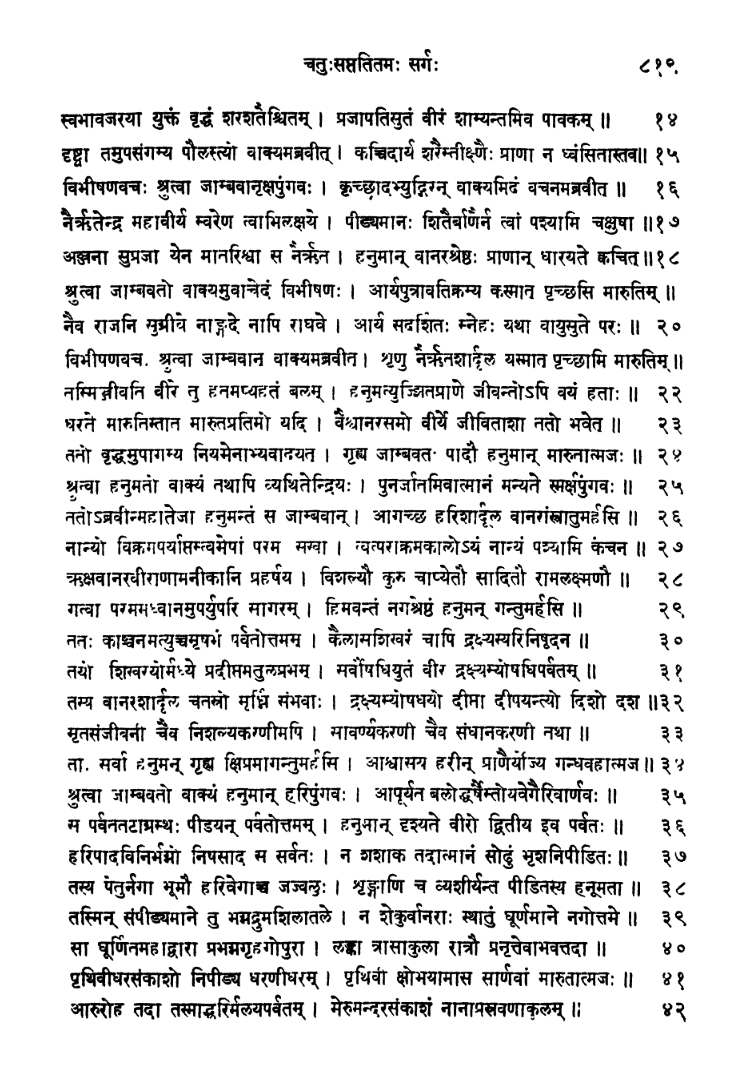 चतुःसप्ततितमः सर्गः ८१९
स्वभावजरया युक्तं वृद्धं शरशतैश्चितम् । प्रजापतिसुतं वीरं शाम्यन्तमिव पावकम् ॥ १४
दृष्ट्वा तमुपसंगम्य पौलस्त्यो वाक्यमब्रवीत् । कच्चिदार्य शरैस्तीक्ष्णैः प्राणा न ध्वंसितास्तव॥ १५
विभीषणवचः श्रुत्वा जाम्बवानृक्षपुंगवः । कृच्छ्रादभ्युद्गिरन् वाक्यमिदं वचनमब्रवीत् ॥ १६
नैर्ऋतेन्द्र महावीर्य स्वरेण त्वाभिलक्षये । पीड्यमानः शितैर्बाणैर्न त्वां पश्यामि चक्षुषा ॥१७
अञ्जना सुप्रजा येन मातरिश्वा स नैर्ऋत । हनुमान् वानरश्रेष्ठः प्राणान् धारयते क्वचित्॥१८
श्रुत्वा जाम्बवतो वाक्यमुवाचेदं विभीषणः । आर्यपुत्रावतिक्रम्य कस्मात् पृच्छसि मारुतिम् ॥
नैव राजनि सुग्रीवे नाङ्गदे नापि राघवे । आर्य सदर्शितः स्नेहः यथा वायुसुते परः ॥ २०
विभीषणवचः श्रुत्वा जाम्बवान् वाक्यमब्रवीत् । शृणु नैर्ऋतशार्दूल यस्मात् पृच्छामि मारुतिम् ॥
तस्मिञ्जीवति वीरे तु हतमप्यहतं बलम् । हनुमत्युज्झितप्राणे जीवन्तोऽपि वयं हताः ॥ २२
धरते मारुतिस्तात मारुतप्रतिमो यदि । वैश्वानरसमो वीर्ये जीविताशा ततो भवेत् ॥ २३
ततो वृद्धमुपागम्य नियमेनाभ्यवादयत् । गृह्य जाम्बवतः पादौ हनुमान् मारुतात्मजः ॥ २४
श्रुत्वा हनुमतो वाक्यं तथापि व्यथितेन्द्रियः । पुनर्जातमिवात्मानं मन्यते स्मर्क्षपुंगवः ॥ २५
ततोऽब्रवीन्महातेजा हनुमन्तं स जाम्बवान् । आगच्छ हरिशार्दूल वानरांस्त्रातुमर्हसि ॥ २६
नान्यो विक्रमपर्याप्तस्त्वमेषां परमः सखा । त्वत्पराक्रमकालोऽयं नान्यं पश्यामि कंचन ॥ २७
ऋक्षवानरवीराणामनीकानि प्रहर्षय । विशल्यौ कुरु चाप्येतौ सादितौ रामलक्ष्मणौ ॥ २८
गत्वा परममध्वानमुपर्युपरि सागरम् । हिमवन्तं नगश्रेष्ठं हनुमन् गन्तुमर्हसि ॥ २९
ततः काञ्चनमत्युच्चमृषभं पर्वतोत्तमम् । कैलासशिखरं चापि द्रक्ष्यस्यरिनिषूदन ॥ ३०
तयोः शिखरयोर्मध्ये प्रदीप्तमतुलप्रभम् । सर्वौषधियुतं वीर द्रक्ष्यस्योषधिपर्वतम् ॥ ३१
तस्य वानरशार्दूल चतस्रो मूर्ध्नि संभवाः । द्रक्ष्यस्योषधयो दीप्ता दीपयन्त्यो दिशो दश ॥३२
मृतसंजीवनीं चैव विशल्यकरणीमपि । सावर्ण्यकरणीं चैव संधानकरणीं तथा ॥ ३३
ताः सर्वा हनुमन् गृह्य क्षिप्रमागन्तुमर्हसि । आश्वासय हरीन् प्राणैर्योज्य गन्धवहात्मज॥ ३४
श्रुत्वा जाम्बवतो वाक्यं हनुमान् हरिपुंगवः । आपूर्यत बलोद्धर्षैस्तोयवेगैरिवार्णवः ॥ ३५
स पर्वततटाग्रस्थः पीडयन् पर्वतोत्तमम् । हनुमान् दृश्यते वीरो द्वितीय इव पर्वतः ॥ ३६
हरिपादविनिर्भग्नो निषसाद स सर्वतः । न शशाक तदात्मानं सोढुं भृशनिपीडितः ॥ ३७
तस्य पेतुर्नगा भूमौ हरिवेगाच्च जज्वलुः । शृङ्गाणि च व्यशीर्यन्त पीडितस्य हनूमता ॥ ३८
तस्मिन् संपीड्यमाने तु भग्नद्रुमशिलातले । न शेकुर्वानराः स्थातुं घूर्णमाने नगोत्तमे ॥ ३९
सा घूर्णितमहाद्वारा प्रभग्नगृहगोपुरा । लङ्का त्रासाकुला रात्रौ प्रनृत्तेवाभवत्तदा ॥ ४०
पृथिवीधरसंकाशो निपीड्य धरणीधरम् । पृथिवीं क्षोभयामास सार्णवां मारुतात्मजः ॥ ४१
आरुरोह तदा तस्माद्धरिर्मलयपर्वतम् । मेरुमन्दरसंकाशं नानाप्रस्रवणाकुलम् ॥ ४२